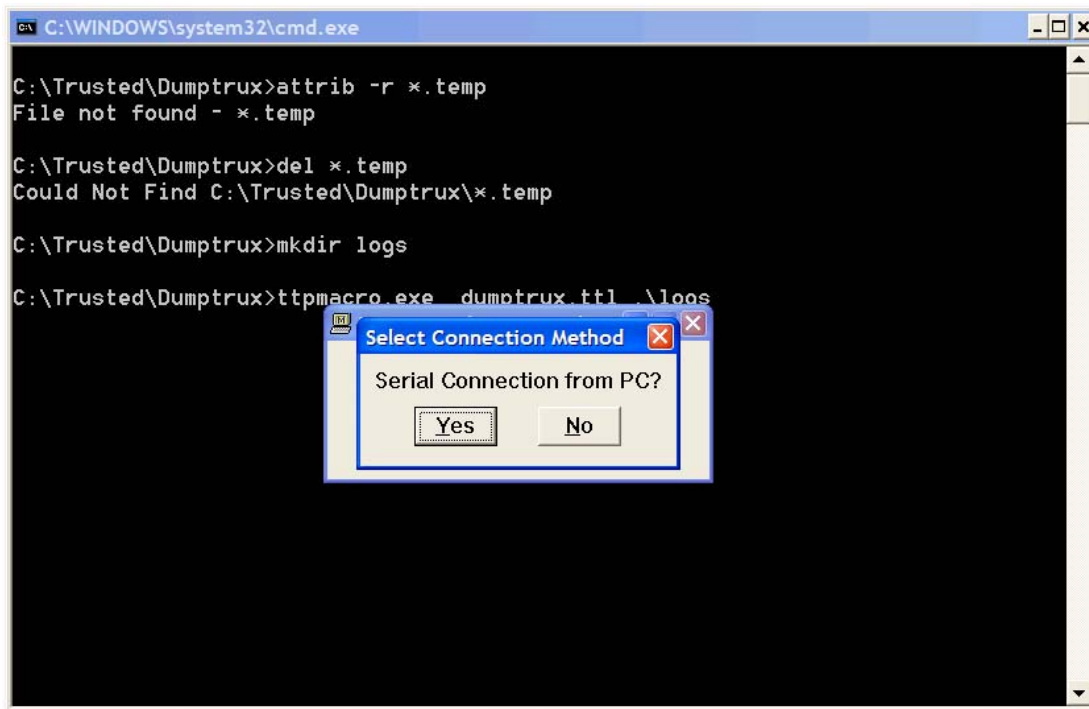 C:\WINDOWS\system32\cmd.exe
C:\Trusted\Dumptrux>attrib -r *.temp
File not found - *.temp
C:\Trusted\Dumptrux>del *.temp
Could Not Find C:\Trusted\Dumptrux\*.temp
C:\Trusted\Dumptrux>mkdir logs
C:\Trusted\Dumptrux>ttpmacro.exe  dumptrux.ttl .\logs
Select Connection Method
Serial Connection from PC?
Yes No